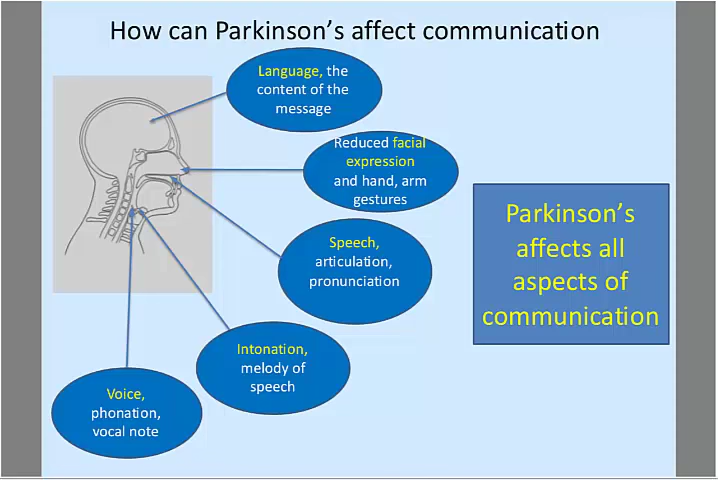 How can Parkinson's affect communication
Language, the
content of the
message
Reduced facial
expression
and hand, arm
gestures
Speech,
articulation,
pronunciation
Intonation,
melody of
speech
Voice,
phonation,
vocal note
Parkinson's
affects all
aspects of
communication